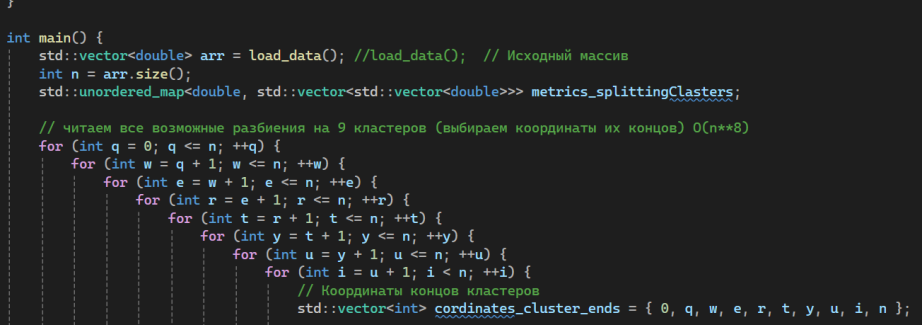 }
int main() {
std::vector<double> arr = load_data(); //load_data();  // Исходный массив
int n = arr.size();
std::unordered_map<double, std::vector<std::vector<double>>> metrics_splittingClasters;
// читаем все возможные разбиения на 9 кластеров (выбираем координаты их концов) O(n**8)
for (int q = 0; q <= n; ++q) {
for (int w = q + 1; w <= n; ++w) {
for (int e = w + 1; e <= n; ++e) {
for (int r = e + 1; r <= n; ++r) {
for (int t = r + 1; t <= n; ++t) {
for (int y = t + 1; y <= n; ++y) {
for (int u = y + 1; u <= n; ++u) {
for (int i = u + 1; i < n; ++i) {
// Координаты концов кластеров
std::vector<int> cordinates_cluster_ends = { 0, q, w, e, r, t, y, u, i, n };